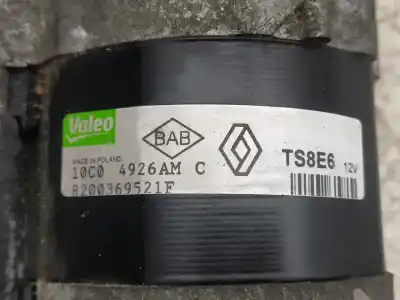 Valeo
BAB
MADE IN POLAND
TS8E6 12V
10C0 4926AM C
8200369521F